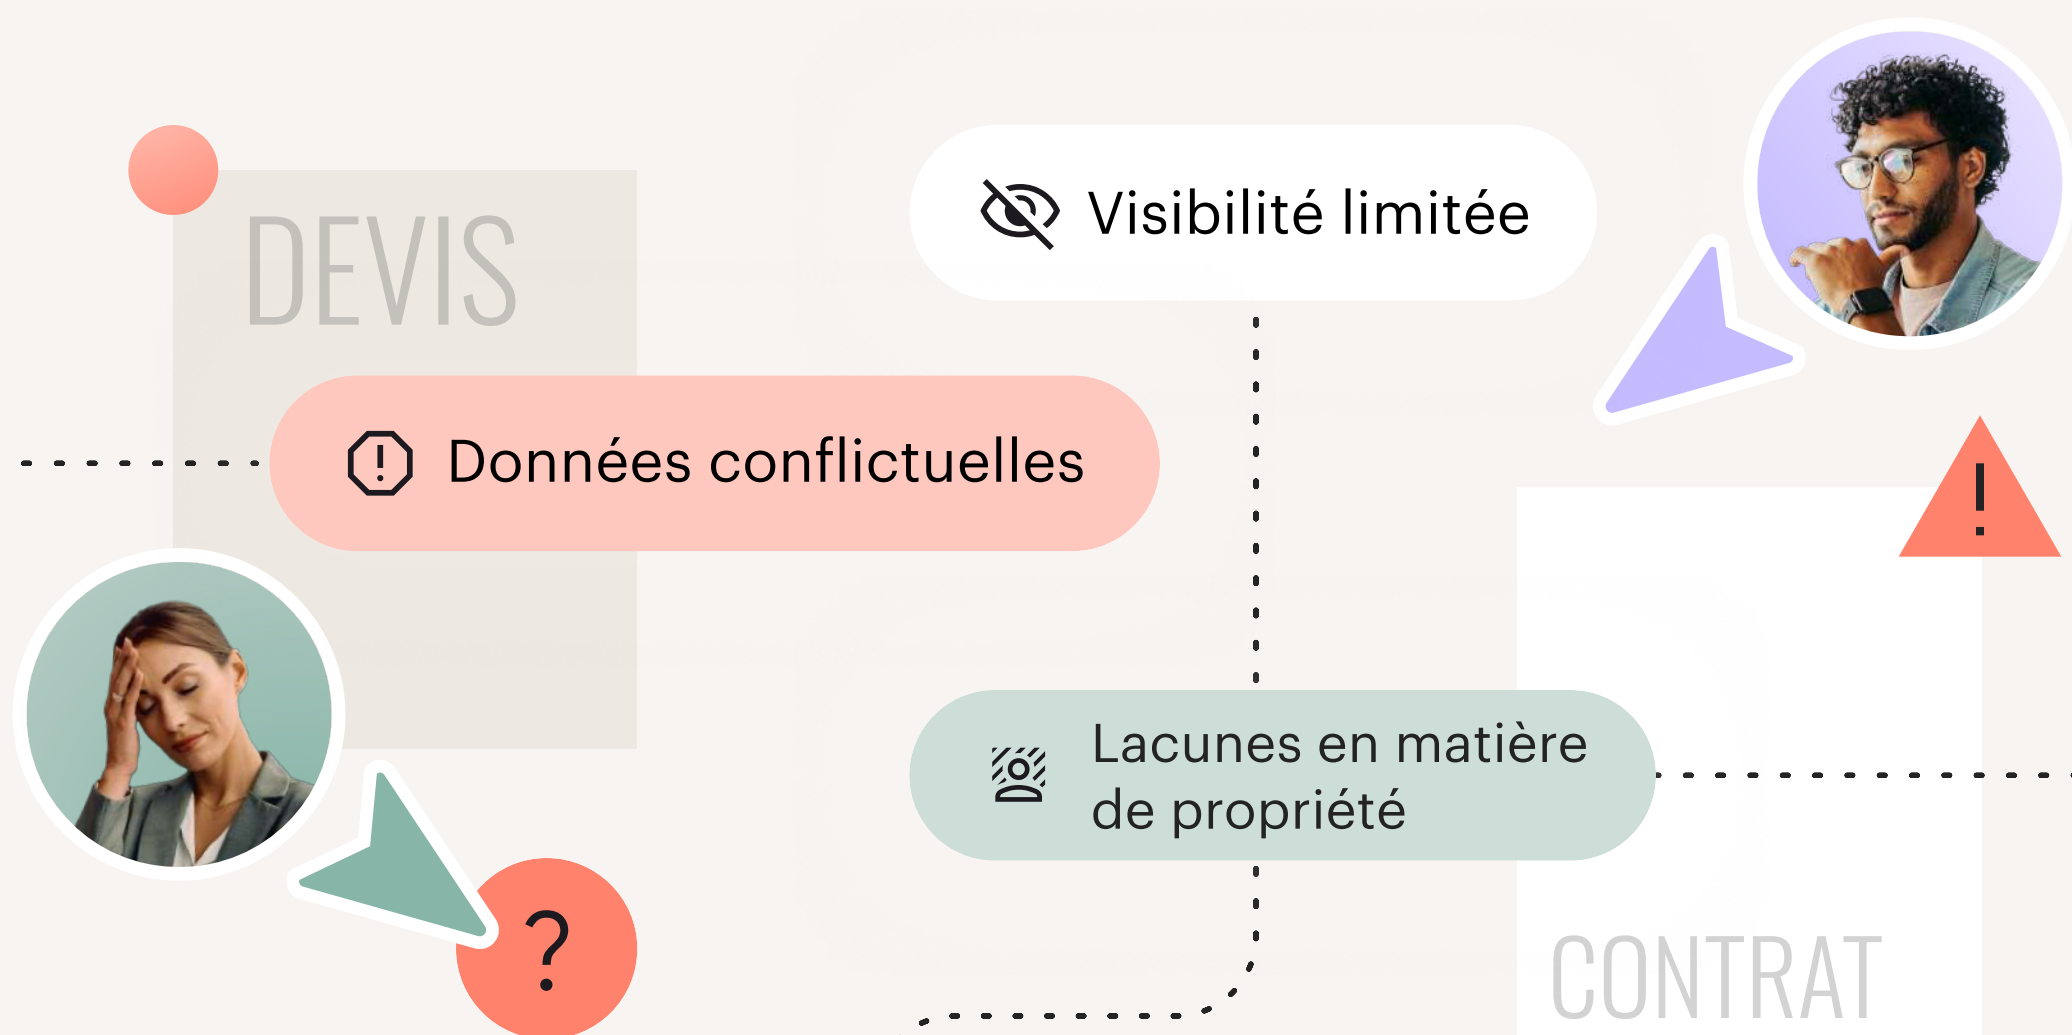 DEVIS
Visibilité limitée
Données conflictuelles
!
Lacunes en matière
de propriété
?
CONTRAT